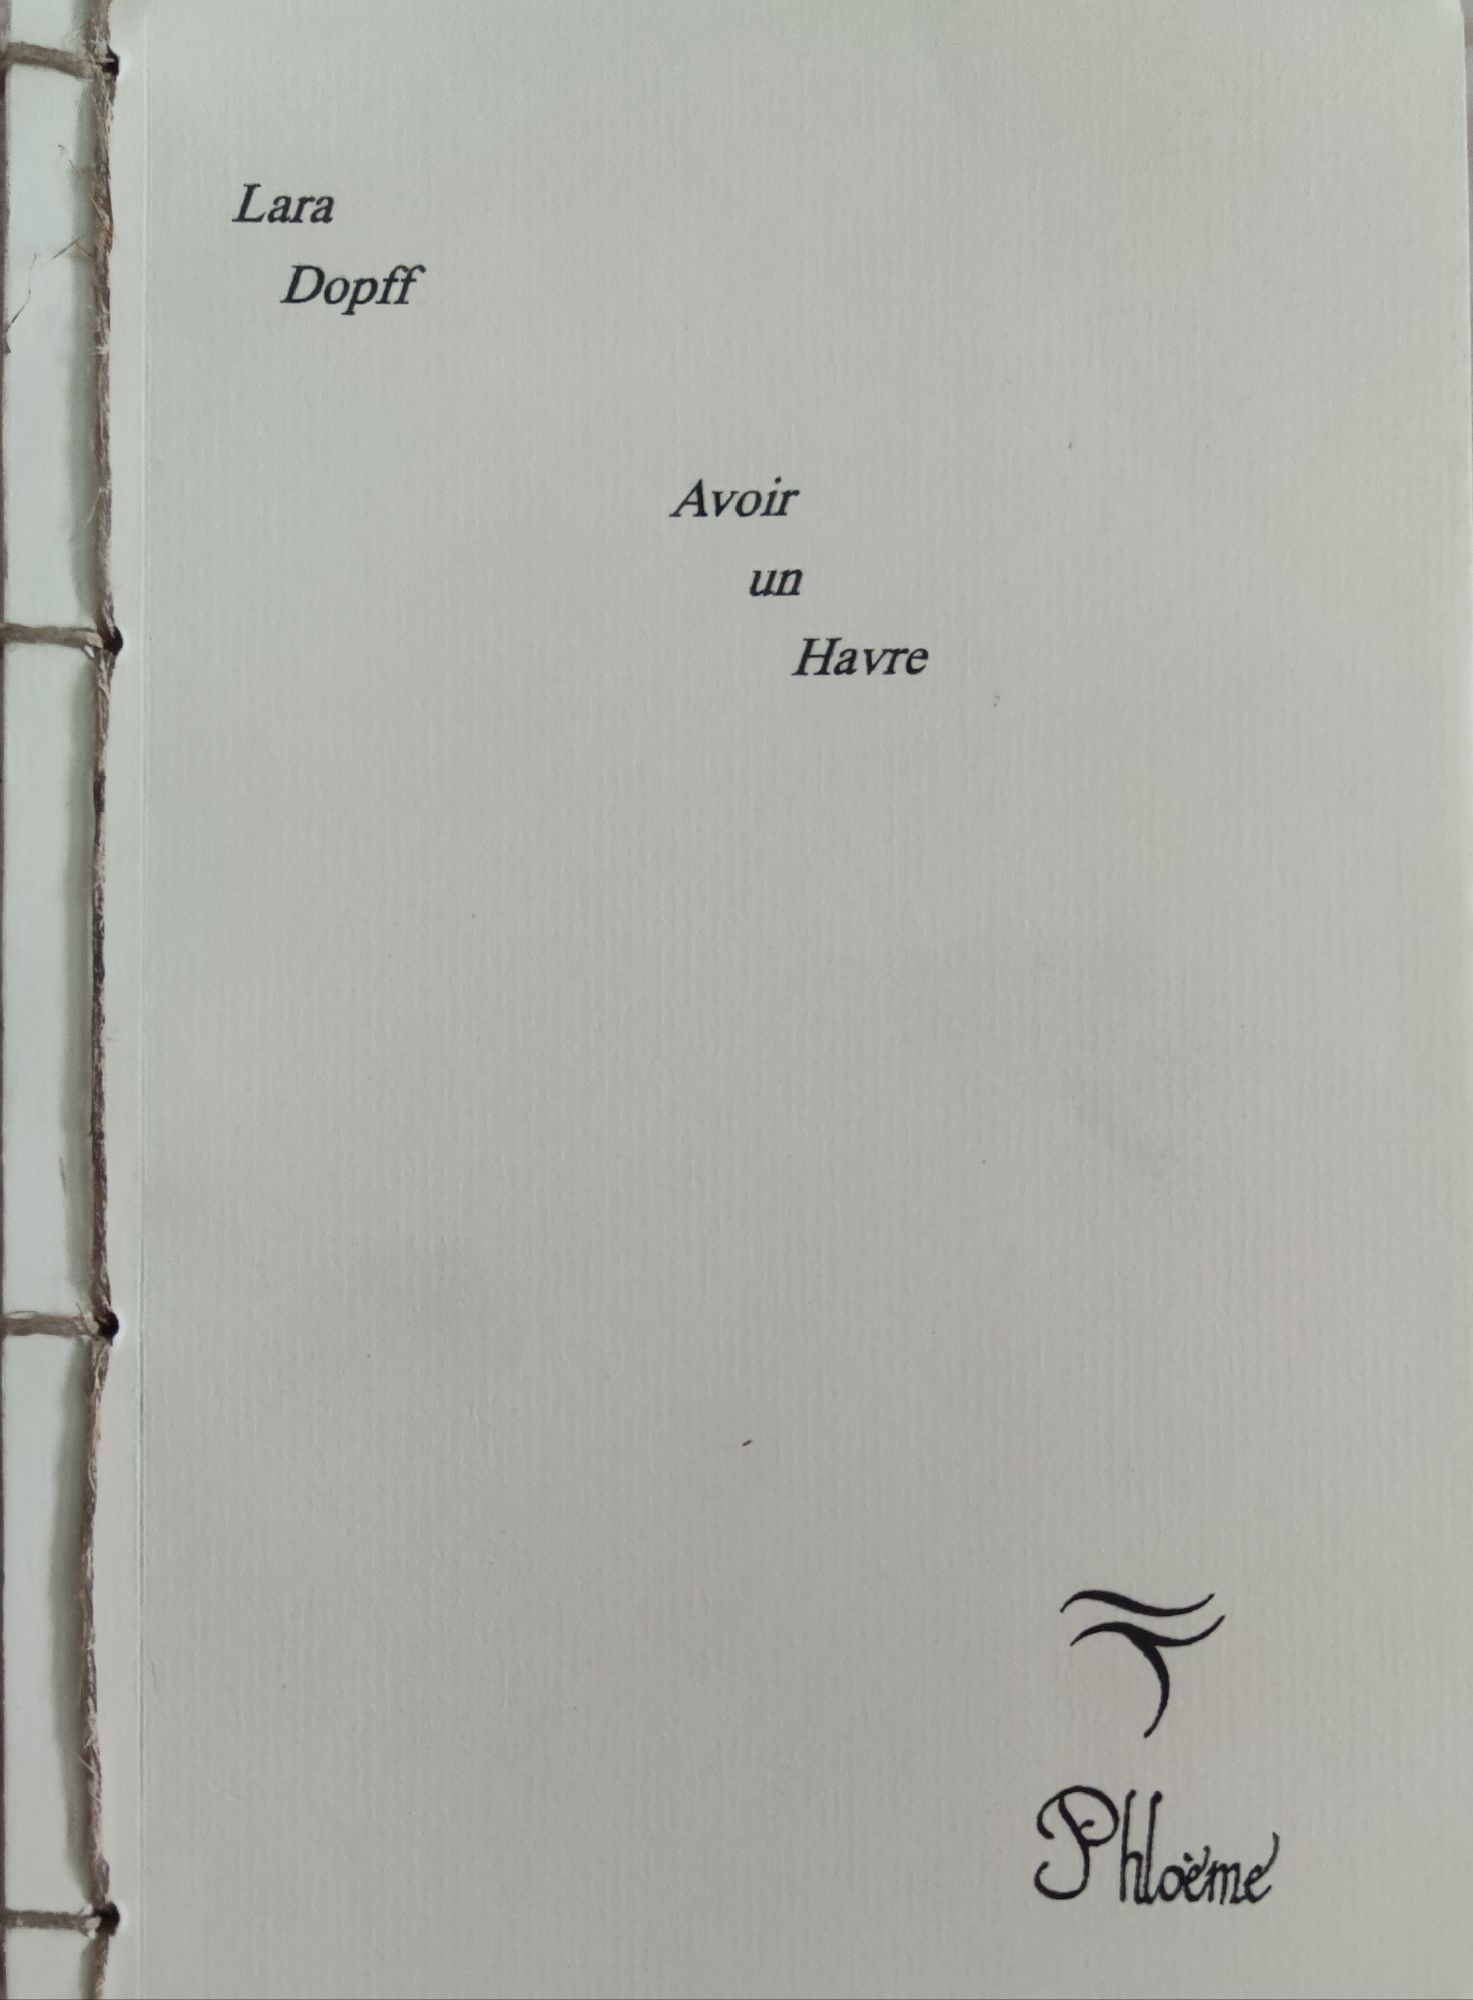 Lara
Dopff
Avoir
un
Havre
Phloème